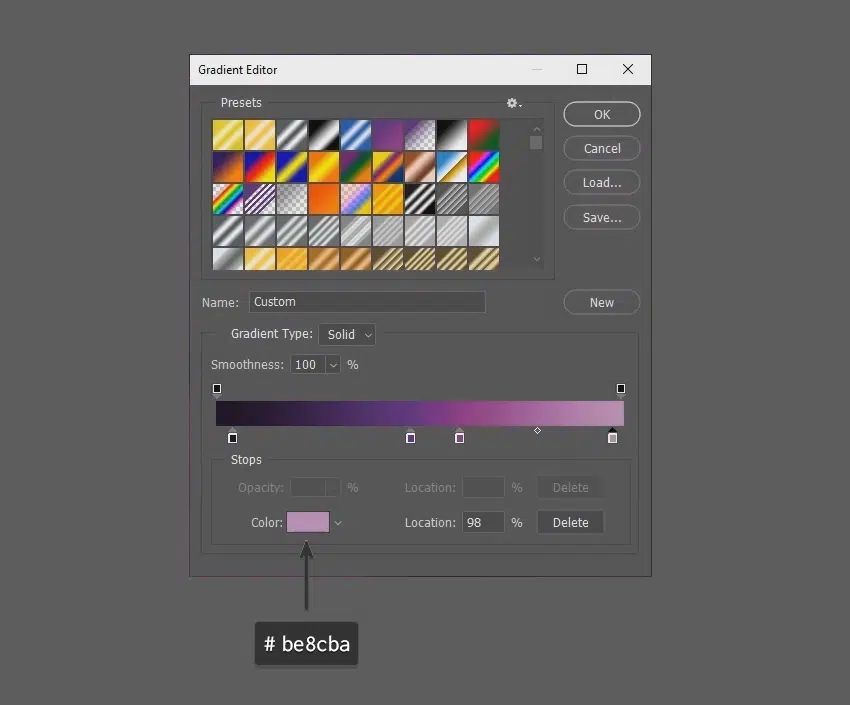 Gradient Editor
Presets
OK
Cancel
Load...
Save...
Name: Custom
New
Gradient Type: Solid
Smoothness: 100 %
Stops
Opacity: % Location: % Delete
Color: Location: 98 % Delete
# be8cba